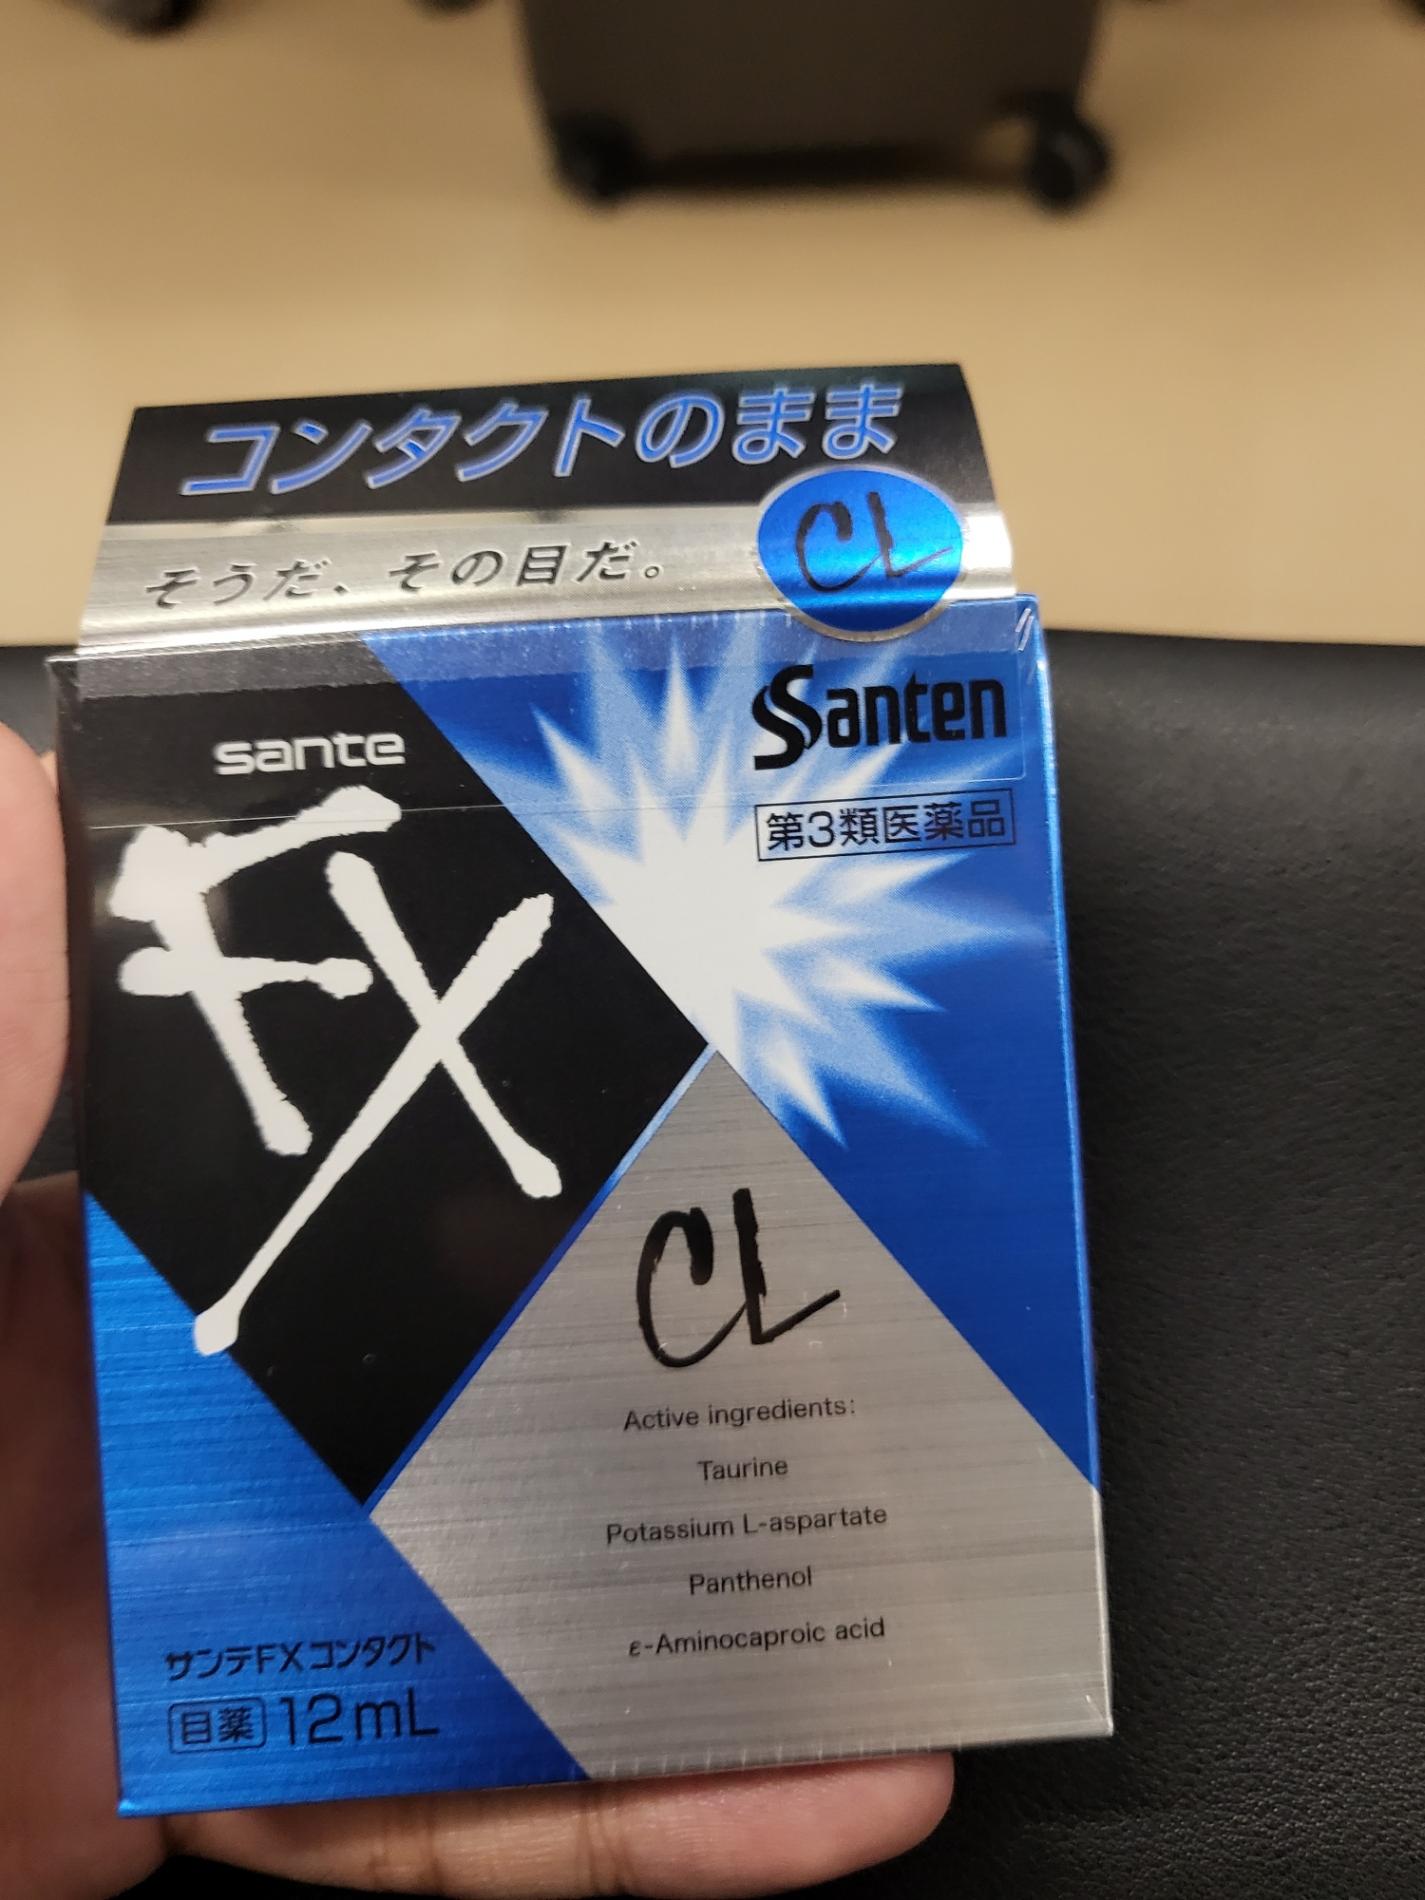 コンタクトのまま
CL
そうだ、その目だ。
sante
Santen
第3類医薬品
FX
CL
Active ingredients:
Taurine
Potassium L-aspartate
Panthenol
ε-Aminocaproic acid
サンテFXコンタクト
目薬 12mL